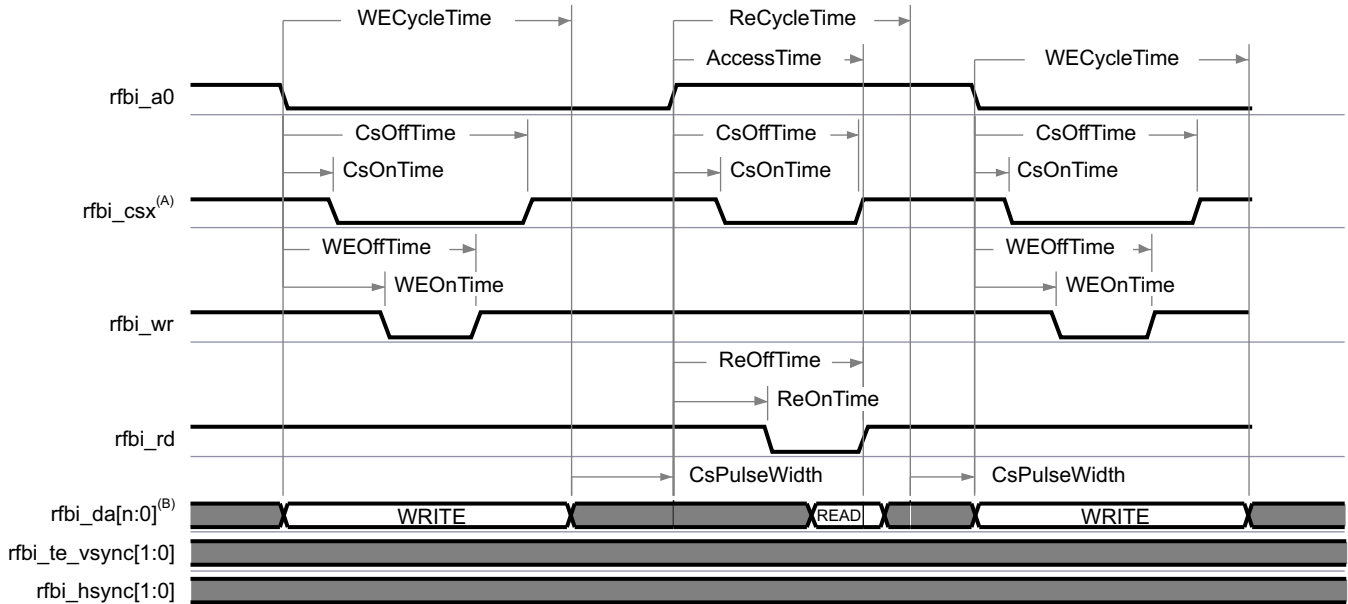 WECycleTime ReCycleTime
AccessTime WECycleTime
rfbi_a0
CsOffTime CsOffTime CsOffTime
CsOnTime CsOnTime CsOnTime
rfbi_csx(A)
WEOffTime WEOffTime
WEOnTime WEOnTime
rfbi_wr
ReOffTime
ReOnTime
rfbi_rd
CsPulseWidth CsPulseWidth
rfbi_da[n:0](B) WRITE READ WRITE
rfbi_te_vsync[1:0]
rfbi_hsync[1:0]